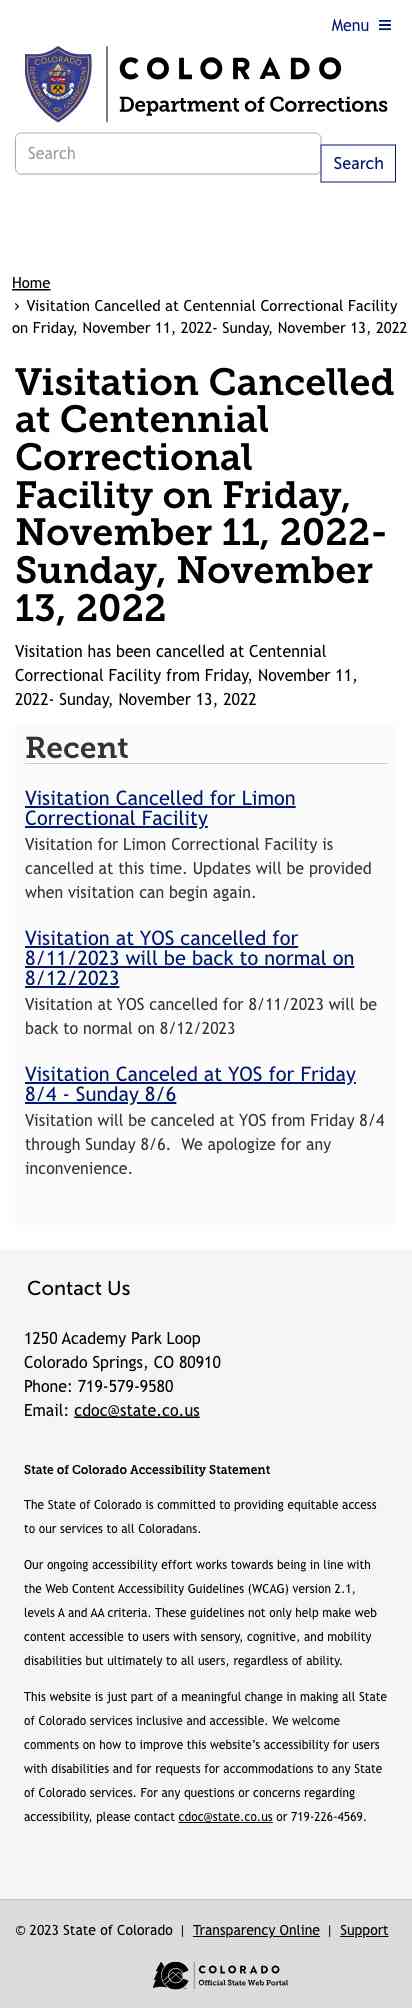 Menu
COLORADO
Department of Corrections
Search
Search
Home
› Visitation Cancelled at Centennial Correctional Facility
on Friday, November 11, 2022- Sunday, November 13, 2022
Visitation Cancelled
at Centennial
Correctional
Facility on Friday,
November 11, 2022-
Sunday, November
13, 2022
Visitation has been cancelled at Centennial
Correctional Facility from Friday, November 11,
2022- Sunday, November 13, 2022
Recent
Visitation Cancelled for Limon
Correctional Facility
Visitation for Limon Correctional Facility is
cancelled at this time. Updates will be provided
when visitation can begin again.
Visitation at YOS cancelled for
8/11/2023 will be back to normal on
8/12/2023
Visitation at YOS cancelled for 8/11/2023 will be
back to normal on 8/12/2023
Visitation Canceled at YOS for Friday
8/4 - Sunday 8/6
Visitation will be canceled at YOS from Friday 8/4
through Sunday 8/6.  We apologize for any
inconvenience.
Contact Us
1250 Academy Park Loop
Colorado Springs, CO 80910
Phone: 719-579-9580
Email: cdoc@state.co.us
State of Colorado Accessibility Statement
The State of Colorado is committed to providing equitable access
to our services to all Coloradans.
Our ongoing accessibility effort works towards being in line with
the Web Content Accessibility Guidelines (WCAG) version 2.1,
levels A and AA criteria. These guidelines not only help make web
content accessible to users with sensory, cognitive, and mobility
disabilities but ultimately to all users, regardless of ability.
This website is just part of a meaningful change in making all State
of Colorado services inclusive and accessible. We welcome
comments on how to improve this website's accessibility for users
with disabilities and for requests for accommodations to any State
of Colorado services. For any questions or concerns regarding
accessibility, please contact cdoc@state.co.us or 719-226-4569.
© 2023 State of Colorado | Transparency Online | Support
COLORADO
Official State Web Portal